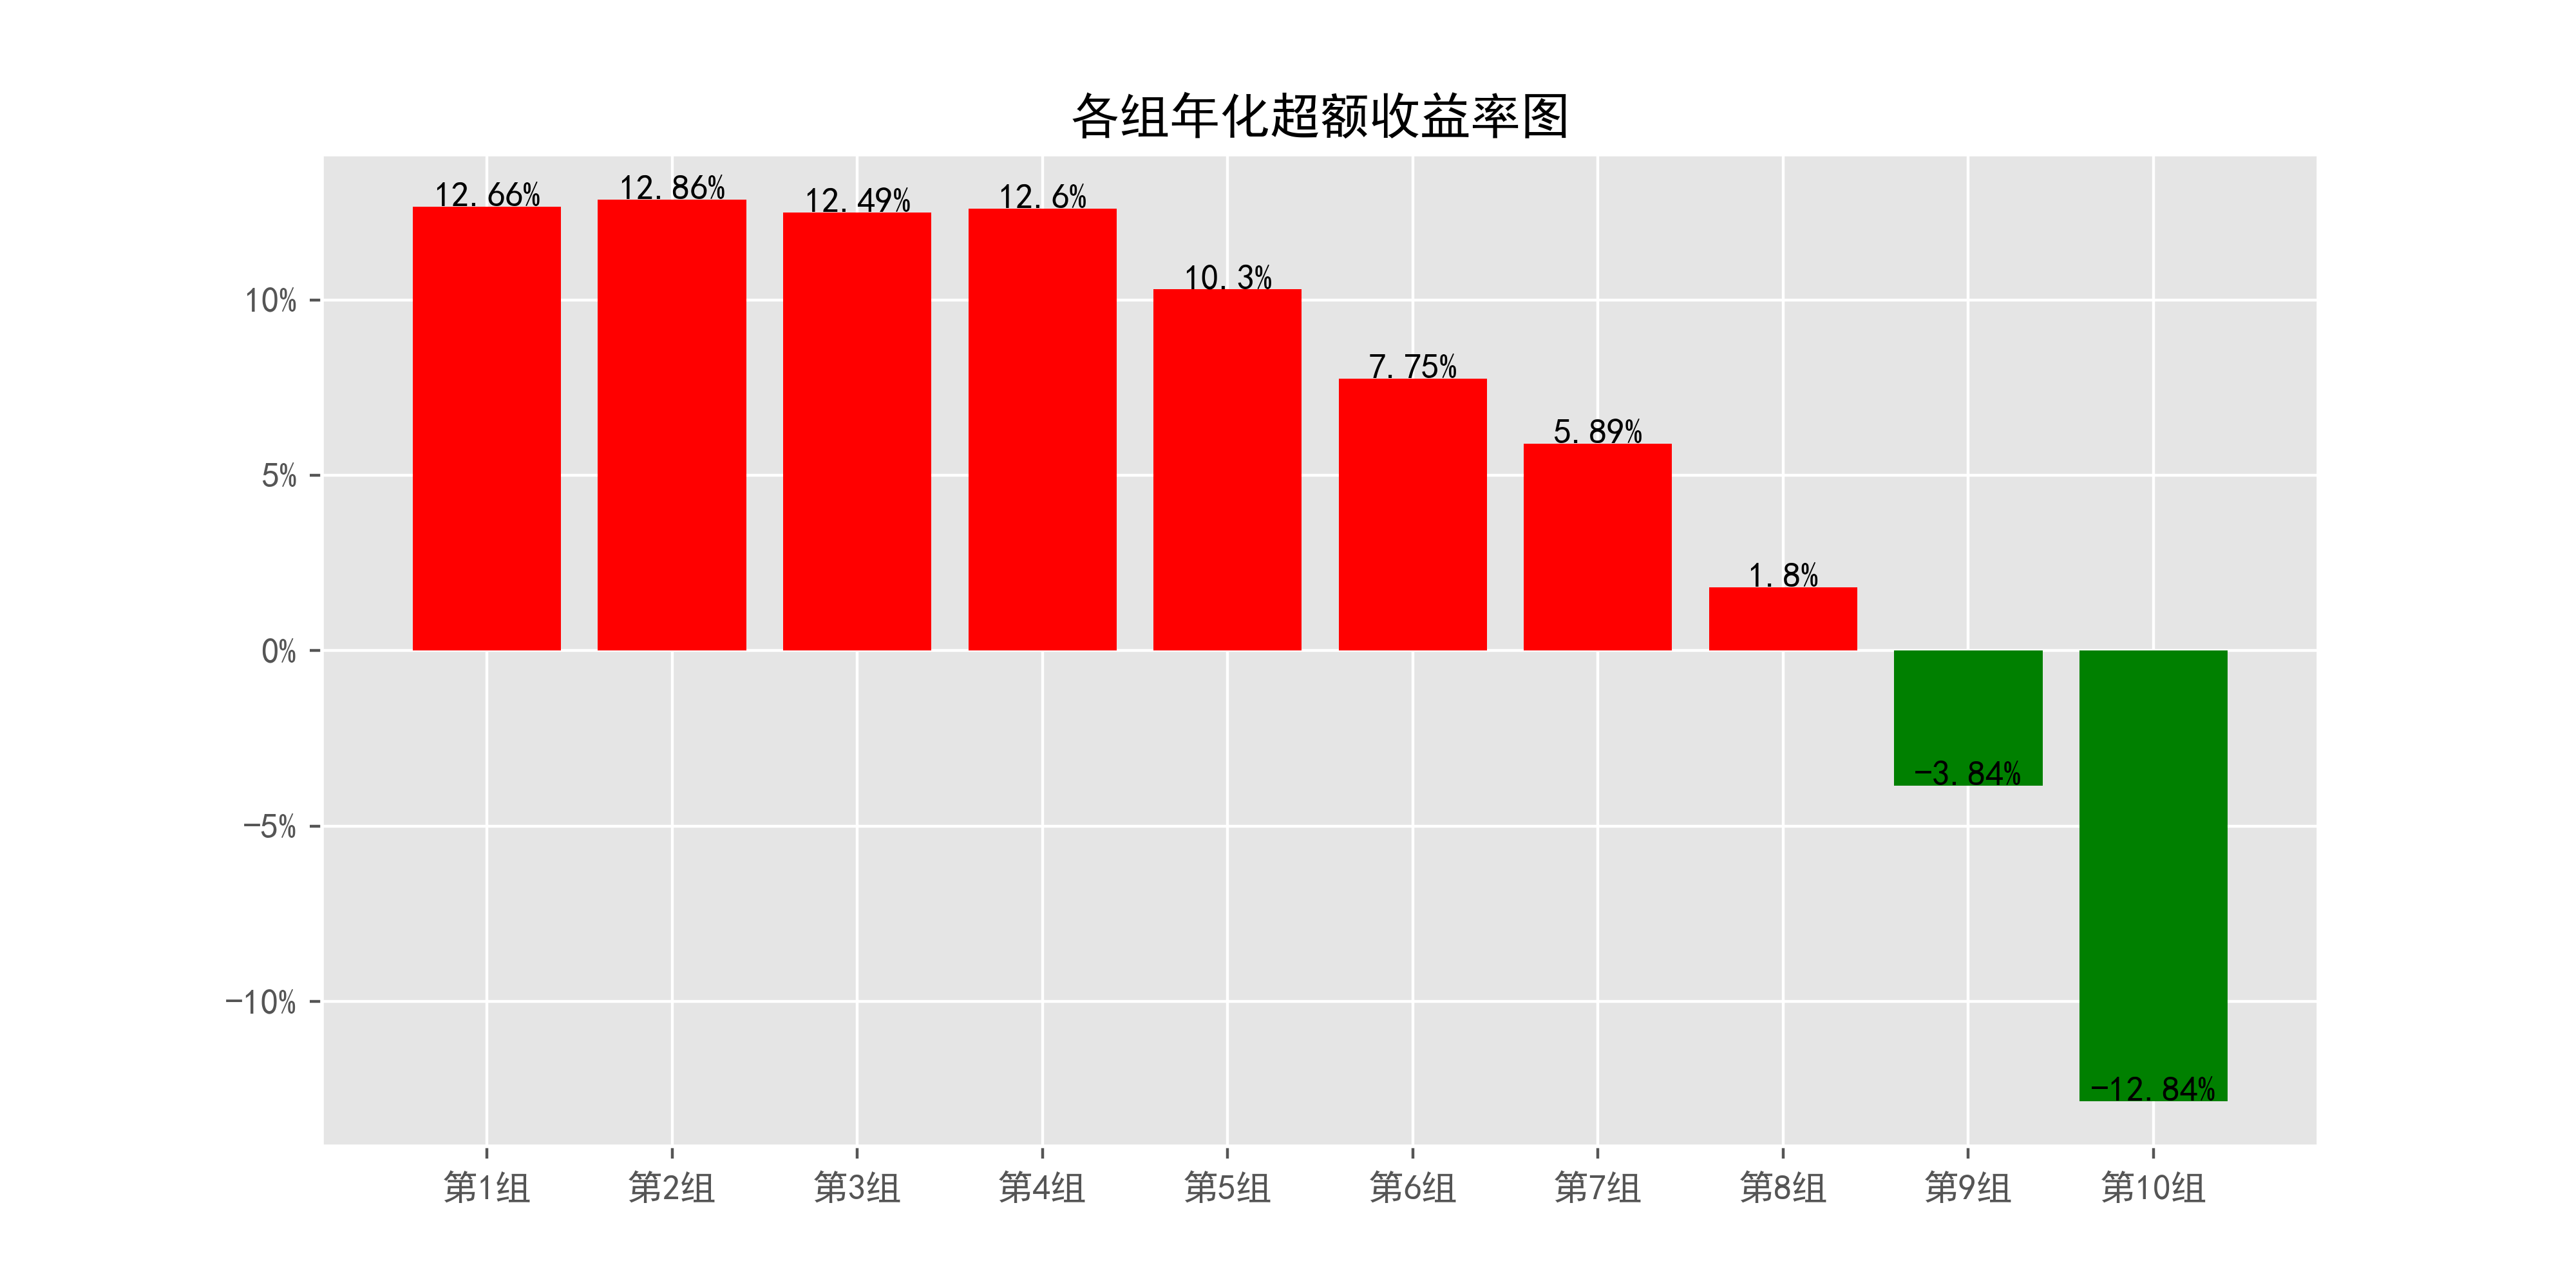 各组年化超额收益率图
12.66%
12.86%
12.49%
12.6%
10.3%
7.75%
5.89%
1.8%
-3.84%
-12.84%
10%
5%
0%
-5%
-10%
第1组
第2组
第3组
第4组
第5组
第6组
第7组
第8组
第9组
第10组